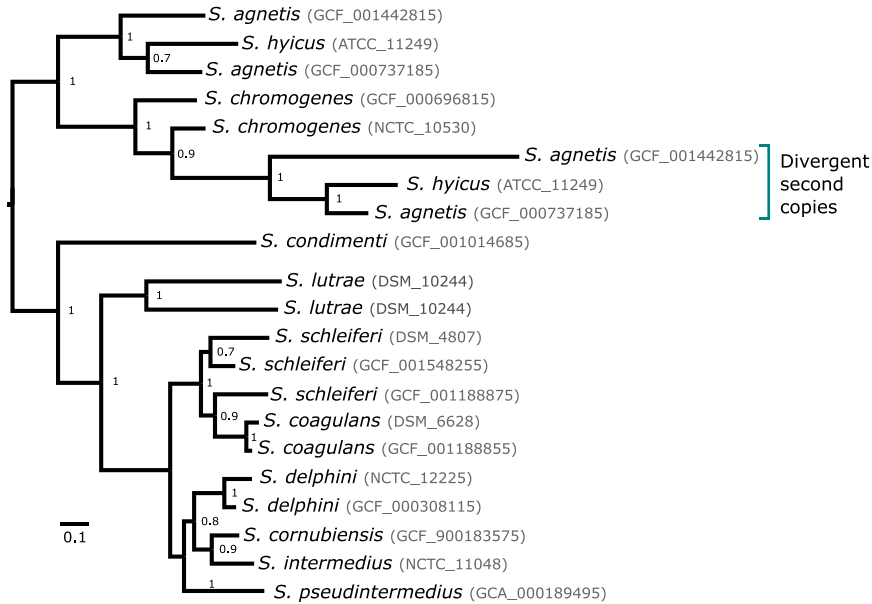 S. agnetis (GCF_001442815)
1
S. hyicus (ATCC_11249)
0.7
S. agnetis (GCF_000737185)
1
S. chromogenes (GCF_000696815)
1
S. chromogenes (NCTC_10530)
0.9
S. agnetis (GCF_001442815)
Divergent
second
copies
1
S. hyicus (ATCC_11249)
1
S. agnetis (GCF_000737185)
S. condimenti (GCF_001014685)
S. lutrae (DSM_10244)
1
1
S. lutrae (DSM_10244)
S. schleiferi (DSM_4807)
0.7
S. schleiferi (GCF_001548255)
1
1
S. schleiferi (GCF_001188875)
0.9
S. coagulans (DSM_6628)
1
S. coagulans (GCF_001188855)
S. delphini (NCTC_12225)
1
S. delphini (GCF_000308115)
0.8
0.1
S. cornubiensis (GCF_900183575)
0.9
S. intermedius (NCTC_11048)
1
S. pseudintermedius (GCA_000189495)